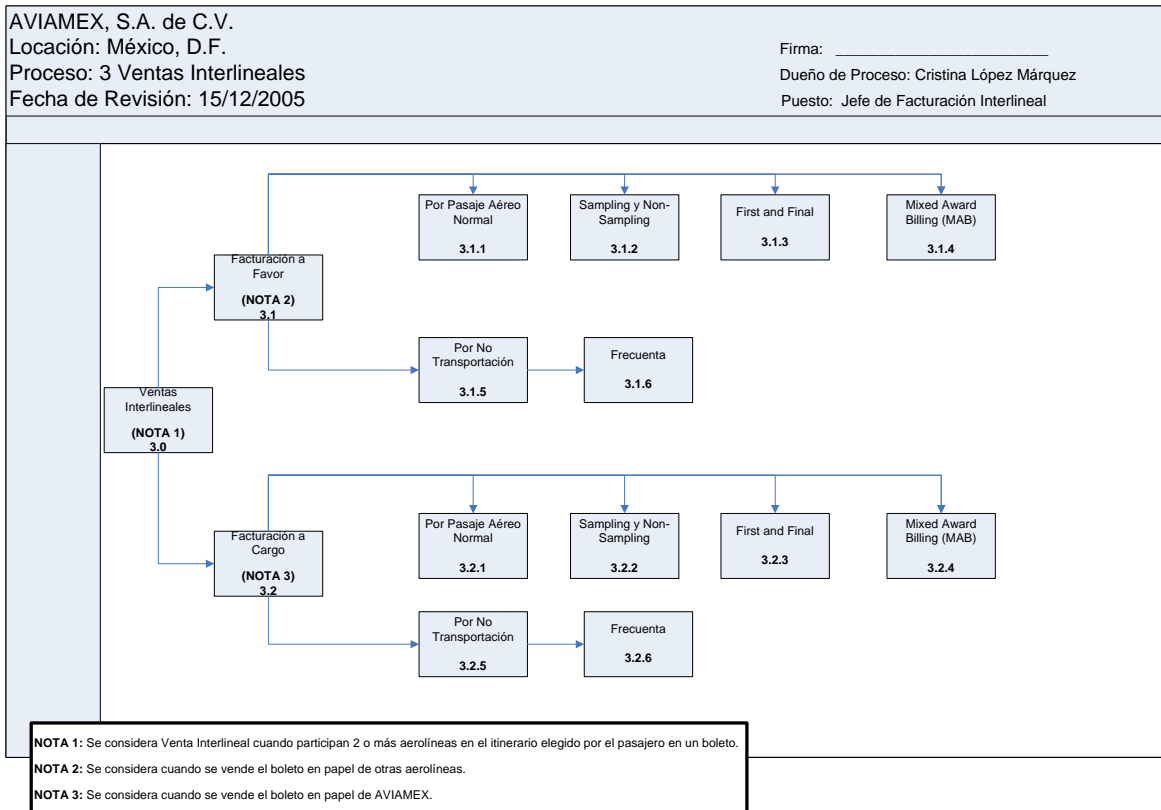 AVIAMEX, S.A. de C.V.
Locación: México, D.F.
Proceso: 3 Ventas Interlineales
Fecha de Revisión: 15/12/2005
Firma: ________________________
Dueño de Proceso: Cristina López Márquez
Puesto: Jefe de Facturación Interlineal
Por Pasaje Aéreo
Normal
3.1.1
Sampling y Non-
Sampling
3.1.2
First and Final
3.1.3
Mixed Award
Billing (MAB)
3.1.4
Facturación a
Favor
(NOTA 2)
3.1
Por No
Transportación
3.1.5
Frecuenta
3.1.6
Ventas
Interlineales
(NOTA 1)
3.0
Por Pasaje Aéreo
Normal
3.2.1
Sampling y Non-
Sampling
3.2.2
First and Final
3.2.3
Mixed Award
Billing (MAB)
3.2.4
Facturación a
Cargo
(NOTA 3)
3.2
Por No
Transportación
3.2.5
Frecuenta
3.2.6
NOTA 1: Se considera Venta Interlineal cuando participan 2 o más aerolíneas en el itinerario elegido por el pasajero en un boleto.
NOTA 2: Se considera cuando se vende el boleto en papel de otras aerolíneas.
NOTA 3: Se considera cuando se vende el boleto en papel de AVIAMEX.